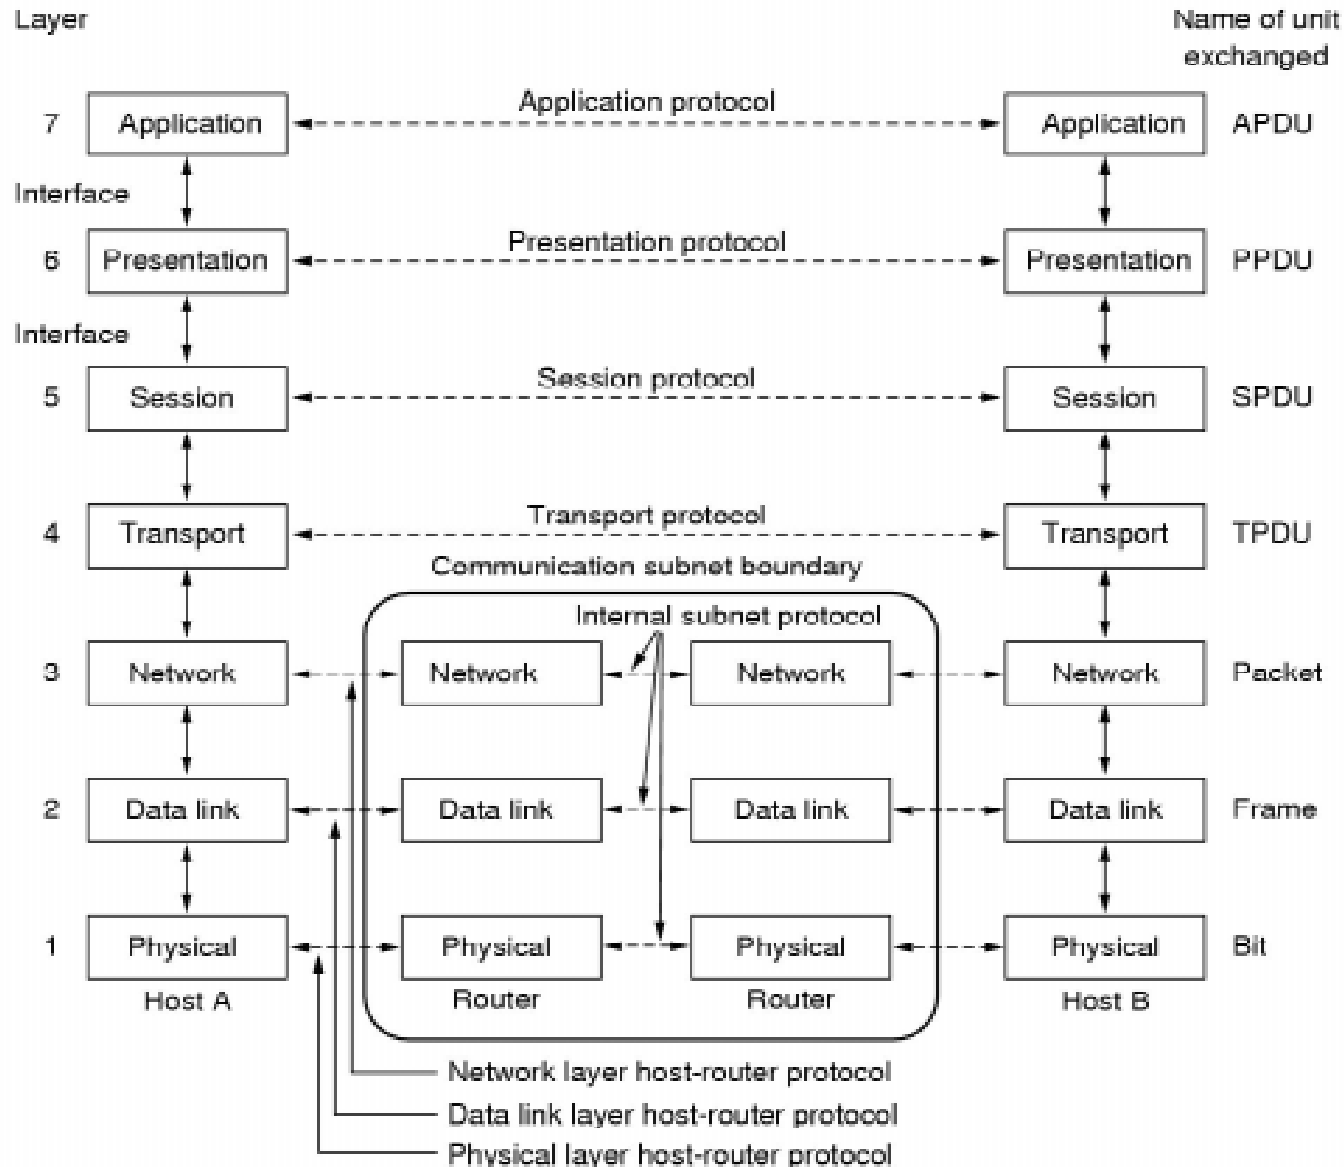 Layer
Name of unit
exchanged
Application protocol
7
Application
Application
APDU
Interface
Presentation protocol
6
Presentation
Presentation
PPDU
Interface
Session protocol
5
Session
Session
SPDU
Transport protocol
4
Transport
Transport
TPDU
Communication subnet boundary
Internal subnet protocol
3
Network
Network
Network
Network
Packet
2
Data link
Data link
Data link
Data link
Frame
1
Physical
Physical
Physical
Physical
Bit
Host A
Router
Router
Host B
Network layer host-router protocol
Data link layer host-router protocol
Physical layer host-router protocol